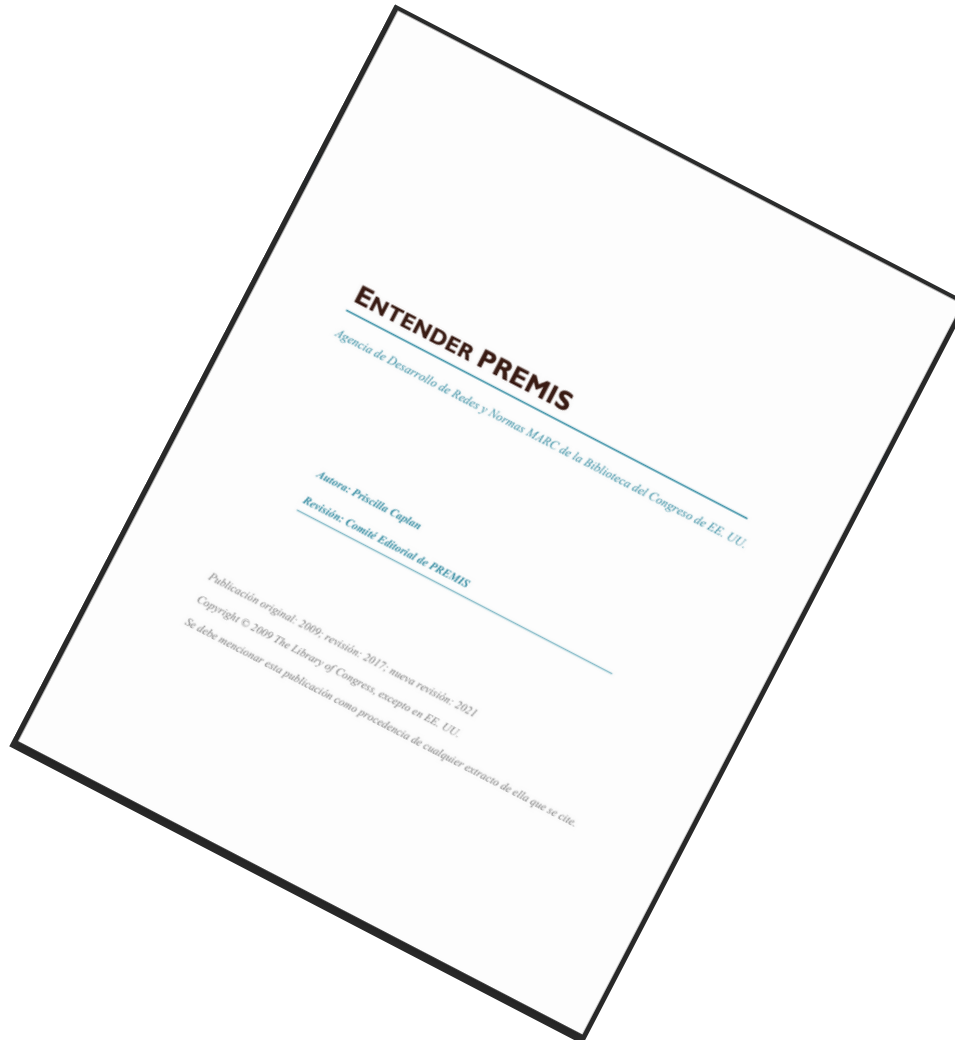 ENTENDER PREMIS
Agencia de Desarrollo de Redes y Normas MARC de la Biblioteca del Congreso de EE. UU.
Autora: Priscilla Caplan
Revisión: Comité Editorial de PREMIS
Publicación original: 2009; revisión: 2017; nueva revisión: 2021
Copyright © 2009 The Library of Congress, excepto en EE. UU.
Se debe mencionar esta publicación como procedencia de cualquier extracto de ella que se cite.